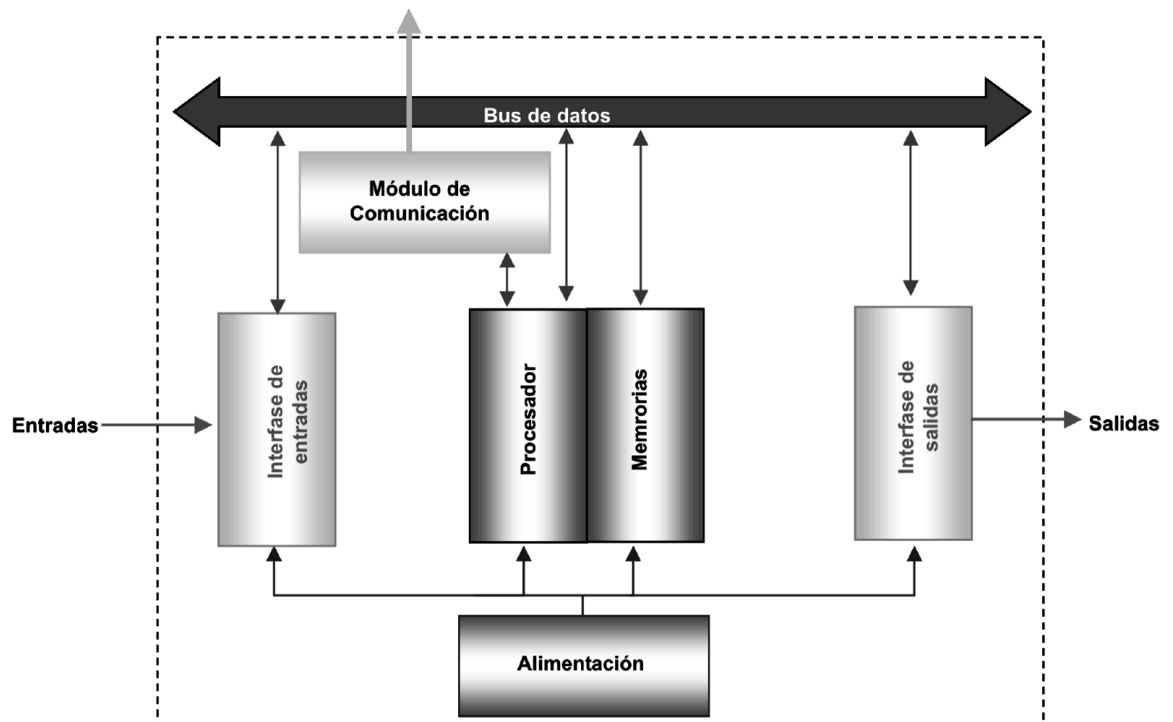 Bus de datos
Módulo de
Comunicación
Entradas
Interfase de
entradas
Procesador
Memrorias
Interfase de
salidas
Salidas
Alimentación